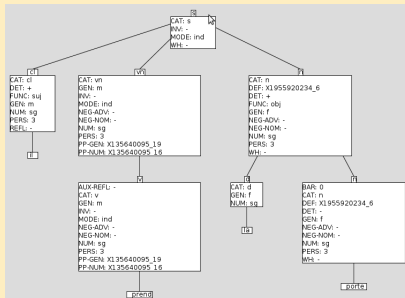 s
CAT: s
INV: -
MODE: ind
WH: -
cl
CAT: cl
DET: +
FUNC: suj
GEN: m
NUM: sg
PERS: 3
REFL: -
il
vn
CAT: vn
GEN: m
INV: -
MODE: ind
NEG-ADV: -
NEG-NOM: -
NUM: sg
PERS: 3
PP-GEN: X135640095_19
PP-NUM: X135640095_16
n
CAT: n
DEF: X1955920234_6
DET: +
FUNC: obj
GEN: f
NEG-ADV: -
NEG-NOM: -
NUM: sg
PERS: 3
WH: -
v
AUX-REFL: -
CAT: v
GEN: m
INV: -
MODE: ind
NEG-ADV: -
NEG-NOM: -
NUM: sg
PERS: 3
PP-GEN: X135640095_19
PP-NUM: X135640095_16
prend
d
CAT: d
GEN: f
NUM: sg
la
n
BAR: 0
CAT: n
DEF: X1955920234_6
DET: -
GEN: f
NEG-ADV: -
NEG-NOM: -
NUM: sg
PERS: 3
WH: -
porte